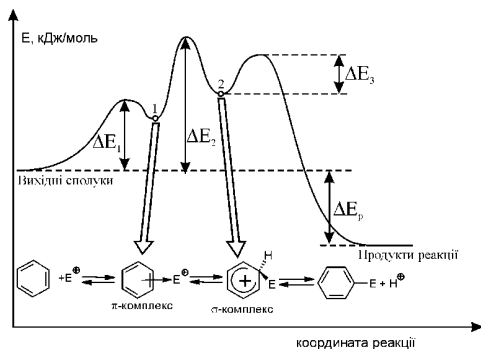 E, кДж/моль
1
2
ΔE₁
ΔE₂
ΔE₃
Вихідні сполуки
ΔEₚ
Продукти реакції
+E⊕ E⊕ H E + E + H⊕
π-комплекс σ-комплекс
координата реакції